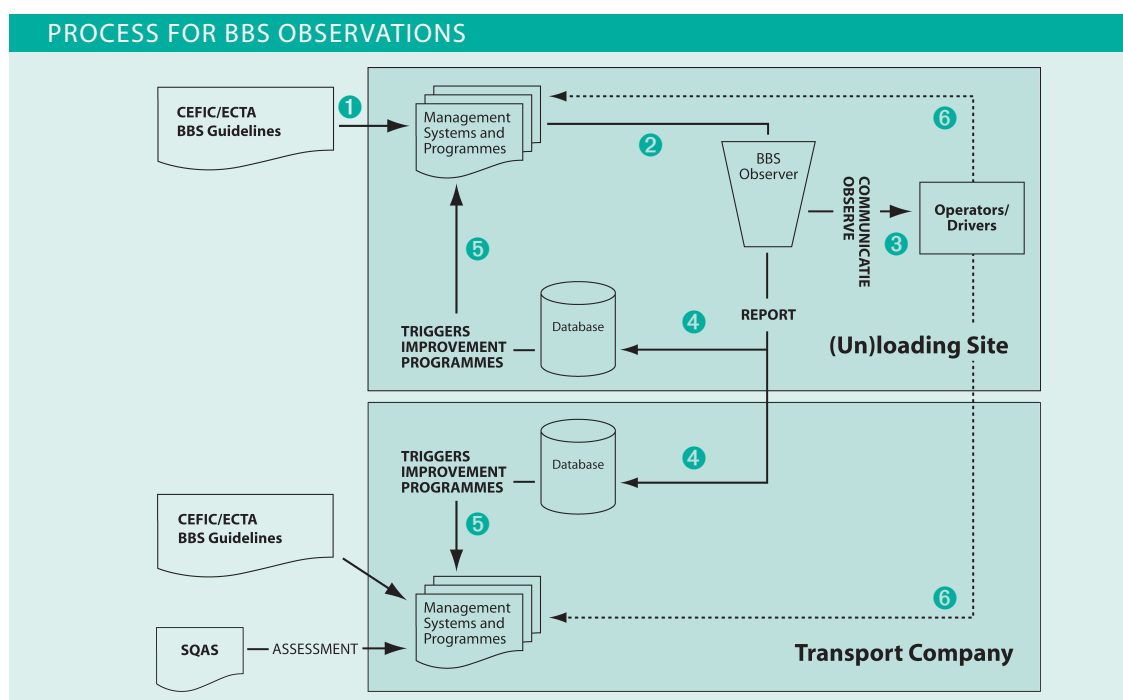 PROCESS FOR BBS OBSERVATIONS
CEFIC/ECTA
BBS Guidelines
1
Management
Systems and
Programmes
2
6
BBS
Observer
COMMUNICATIE
OBSERVE
3
Operators/
Drivers
5
REPORT
4
Database
TRIGGERS
IMPROVEMENT
PROGRAMMES
(Un)loading Site
TRIGGERS
IMPROVEMENT
PROGRAMMES
Database
4
5
CEFIC/ECTA
BBS Guidelines
Management
Systems and
Programmes
6
SQAS
ASSESSMENT
Transport Company